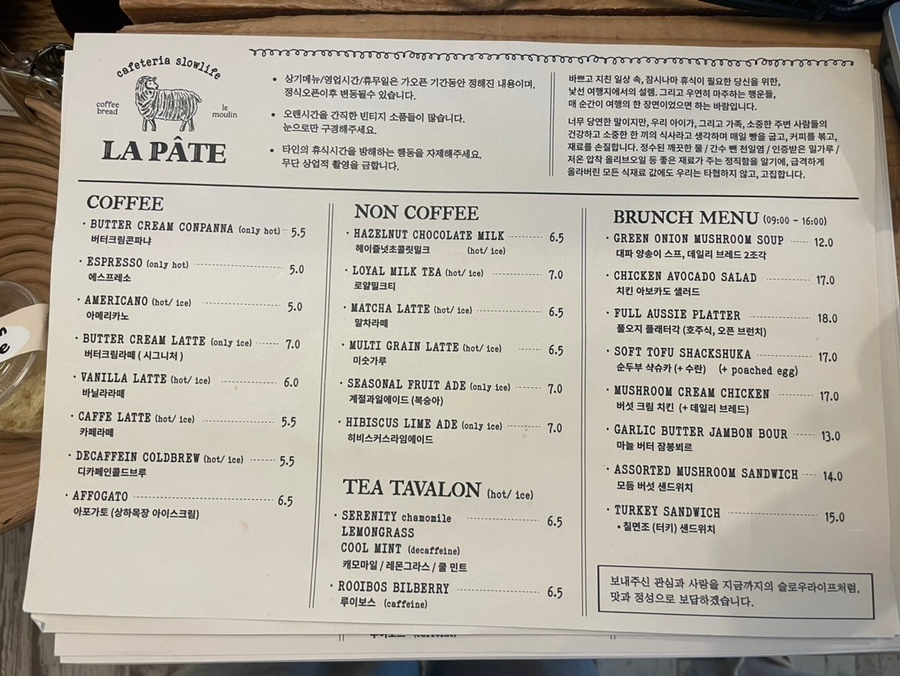 cafeteria slowlife
coffee
bread
le
moulin
LA PÂTE
• 상기메뉴/영업시간/휴무일은 가오픈 기간동안 정해진 내용이며,
정식오픈이후 변동될수 있습니다.
• 오랜시간을 간직한 빈티지 소품들이 많습니다.
눈으로만 구경해주세요.
• 타인의 휴식시간을 방해하는 행동을 자제해주세요.
무단 상업적 촬영을 금합니다.
바쁘고 지친 일상 속, 잠시나마 휴식이 필요한 당신을 위한,
낯선 여행지에서의 설렘. 그리고 우연히 마주하는 행운들,
매 순간이 여행의 한 장면이었으면 하는 바람입니다.
너무 당연한 말이지만, 우리 아이가, 그리고 가족, 소중한 주변 사람들의
건강하고 소중한 한 끼의 식사라고 생각하며 매일 빵을 굽고, 커피를 볶고,
재료를 손질합니다. 정수된 깨끗한 물 / 간수 뺀 천일염 / 인증받은 밀가루 /
저온 압착 올리브오일 등 좋은 재료가 주는 정직함을 알기에, 급격하게
올라버린 모든 식재료 값에도 우리는 타협하지 않고, 고집합니다.
COFFEE
• BUTTER CREAM CONPANNA (only hot) 5.5
버터크림콘파냐
• ESPRESSO (only hot) 5.0
에스프레소
• AMERICANO (hot/ ice) 5.0
아메리카노
• BUTTER CREAM LATTE (only ice) 7.0
버터크림라떼 ( 시그니처 )
• VANILLA LATTE (hot/ ice) 6.0
바닐라라떼
• CAFFE LATTE (hot/ ice) 5.5
카페라떼
• DECAFFEIN COLDBREW (hot/ ice) 5.5
디카페인콜드브루
• AFFOGATO 6.5
아포가토 (상하목장 아이스크림)
NON COFFEE
• HAZELNUT CHOCOLATE MILK 6.5
헤이즐넛초콜릿밀크 (hot/ ice)
• LOYAL MILK TEA (hot/ ice) 7.0
로얄밀크티
• MATCHA LATTE (hot/ ice) 6.5
말차라떼
• MULTI GRAIN LATTE (hot/ ice) 6.5
미숫가루
• SEASONAL FRUIT ADE (only ice) 7.0
계절과일에이드 (복숭아)
• HIBISCUS LIME ADE (only ice) 7.0
히비스커스라임에이드
TEA TAVALON (hot/ ice)
• SERENITY chamomile 6.5
LEMONGRASS
COOL MINT (decaffeine)
캐모마일 / 레몬그라스 / 쿨 민트
• ROOIBOS BILBERRY 6.5
루이보스 (caffeine)
BRUNCH MENU (09:00 - 16:00)
• GREEN ONION MUSHROOM SOUP 12.0
대파 양송이 스프, 데일리 브레드 2조각
• CHICKEN AVOCADO SALAD 17.0
치킨 아보카도 샐러드
• FULL AUSSIE PLATTER 18.0
풀오지 플래터각 (호주식, 오픈 브런치)
• SOFT TOFU SHACKSHUKA 17.0
순두부 샥슈카 (+ 수란) (+ poached egg)
• MUSHROOM CREAM CHICKEN 17.0
버섯 크림 치킨 (+ 데일리 브레드)
• GARLIC BUTTER JAMBON BOUR 13.0
마늘 버터 잠봉뵈르
• ASSORTED MUSHROOM SANDWICH 14.0
모듬 버섯 샌드위치
• TURKEY SANDWICH 15.0
• 칠면조 (터키) 샌드위치
보내주신 관심과 사랑을 지금까지의 슬로우라이프처럼,
맛과 정성으로 보답하겠습니다.